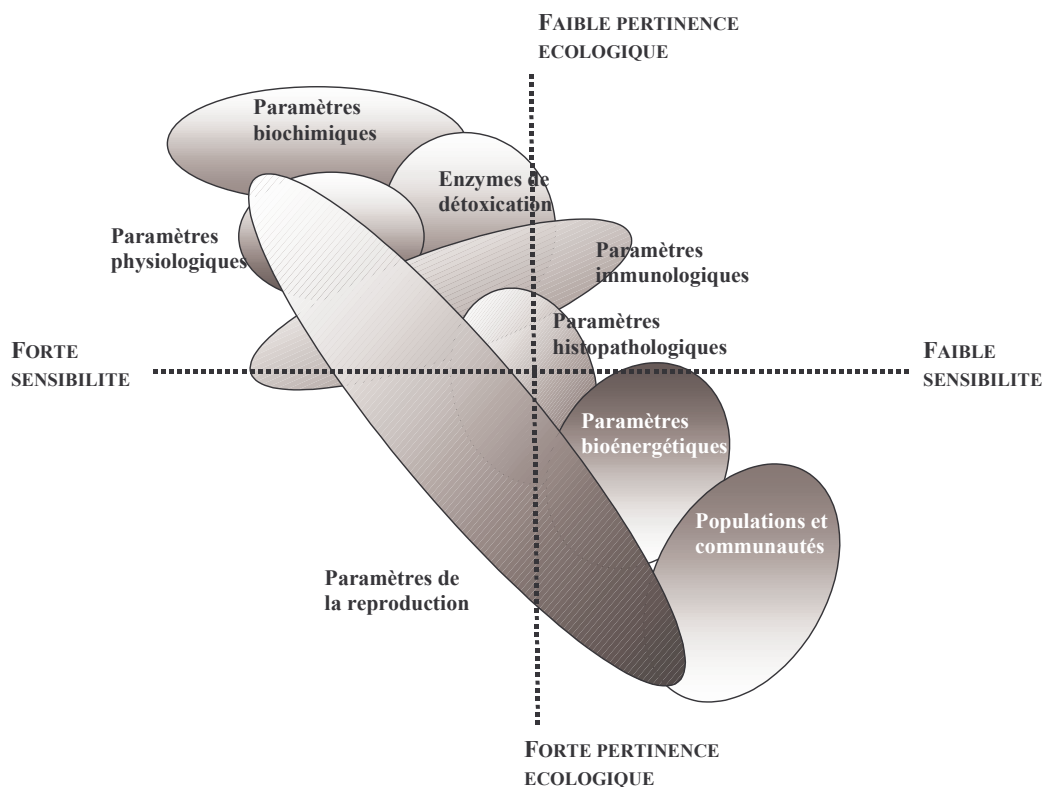 FAIBLE PERTINENCE
ECOLOGIQUE
Paramètres
biochimiques
Enzymes de
détoxication
Paramètres
physiologiques
Paramètres
immunologiques
Paramètres
histopathologiques
FORTE
SENSIBILITE
FAIBLE
SENSIBILITE
Paramètres
bioénergétiques
Populations et
communautés
Paramètres de
la reproduction
FORTE PERTINENCE
ECOLOGIQUE